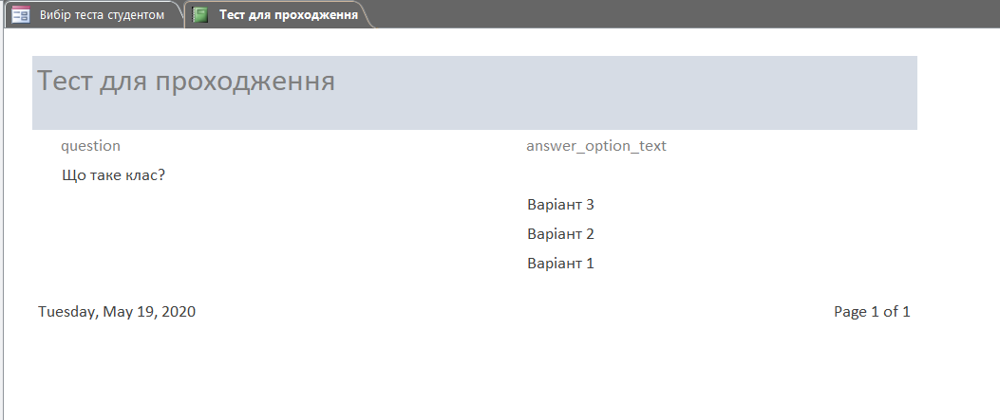 Вибір теста студентом Тест для проходження
Тест для проходження
question answer_option_text
Що таке клас?
Варіант 3
Варіант 2
Варіант 1
Tuesday, May 19, 2020 Page 1 of 1